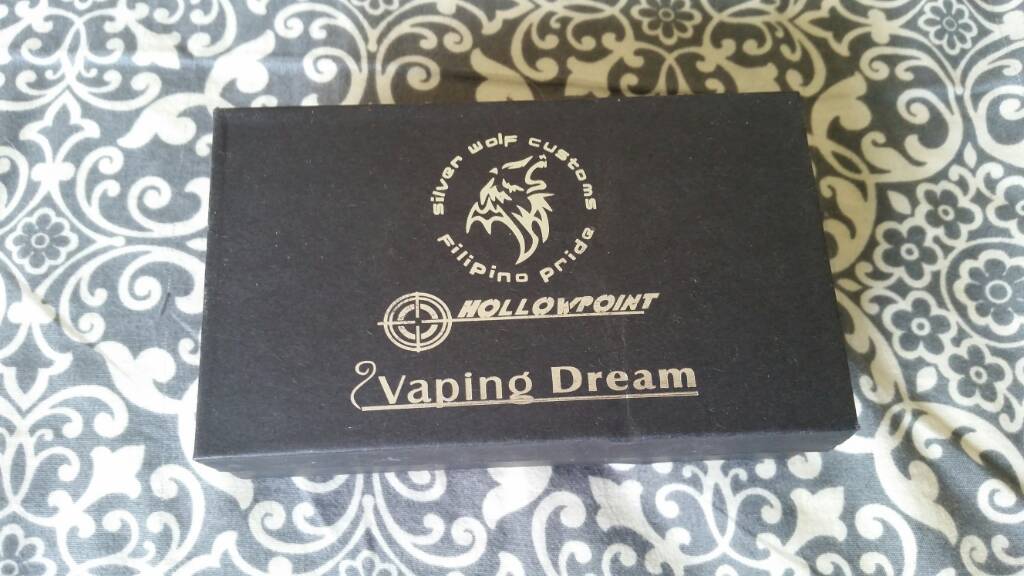 silver wolf customs
Filipino pride
HOLLOWPOINT
Vaping Dream